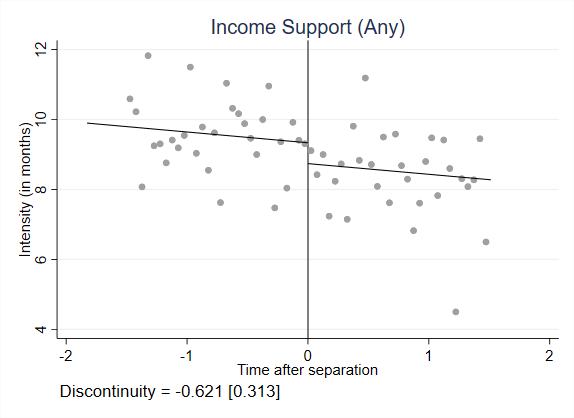 Income Support (Any)
Intensity (in months)
12
10
8
6
4
-2
-1
0
1
2
Time after separation
Discontinuity = -0.621 [0.313]